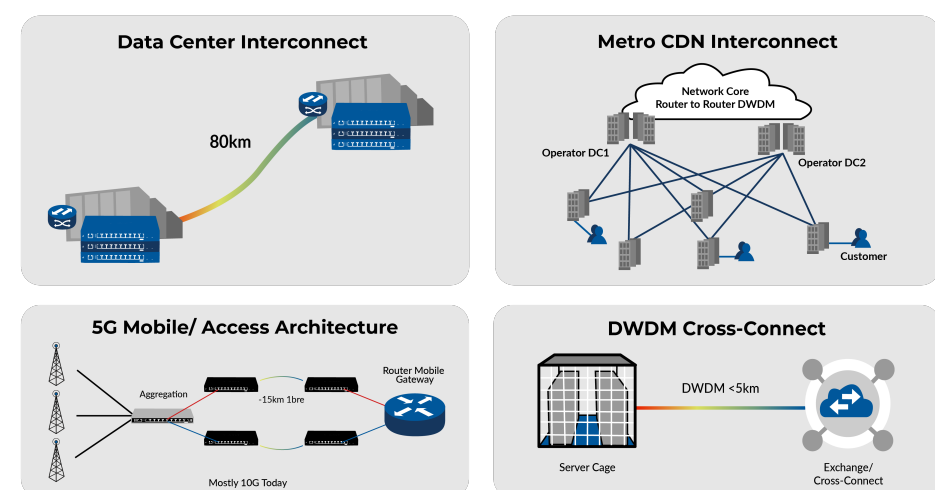 Data Center Interconnect
80km
Metro CDN Interconnect
Network Core
Router to Router DWDM
Operator DC1
Operator DC2
Customer
5G Mobile/ Access Architecture
Aggregation
-15km 1bre
Router Mobile
Gateway
Mostly 10G Today
DWDM Cross-Connect
DWDM <5km
Server Cage
Exchange/
Cross-Connect